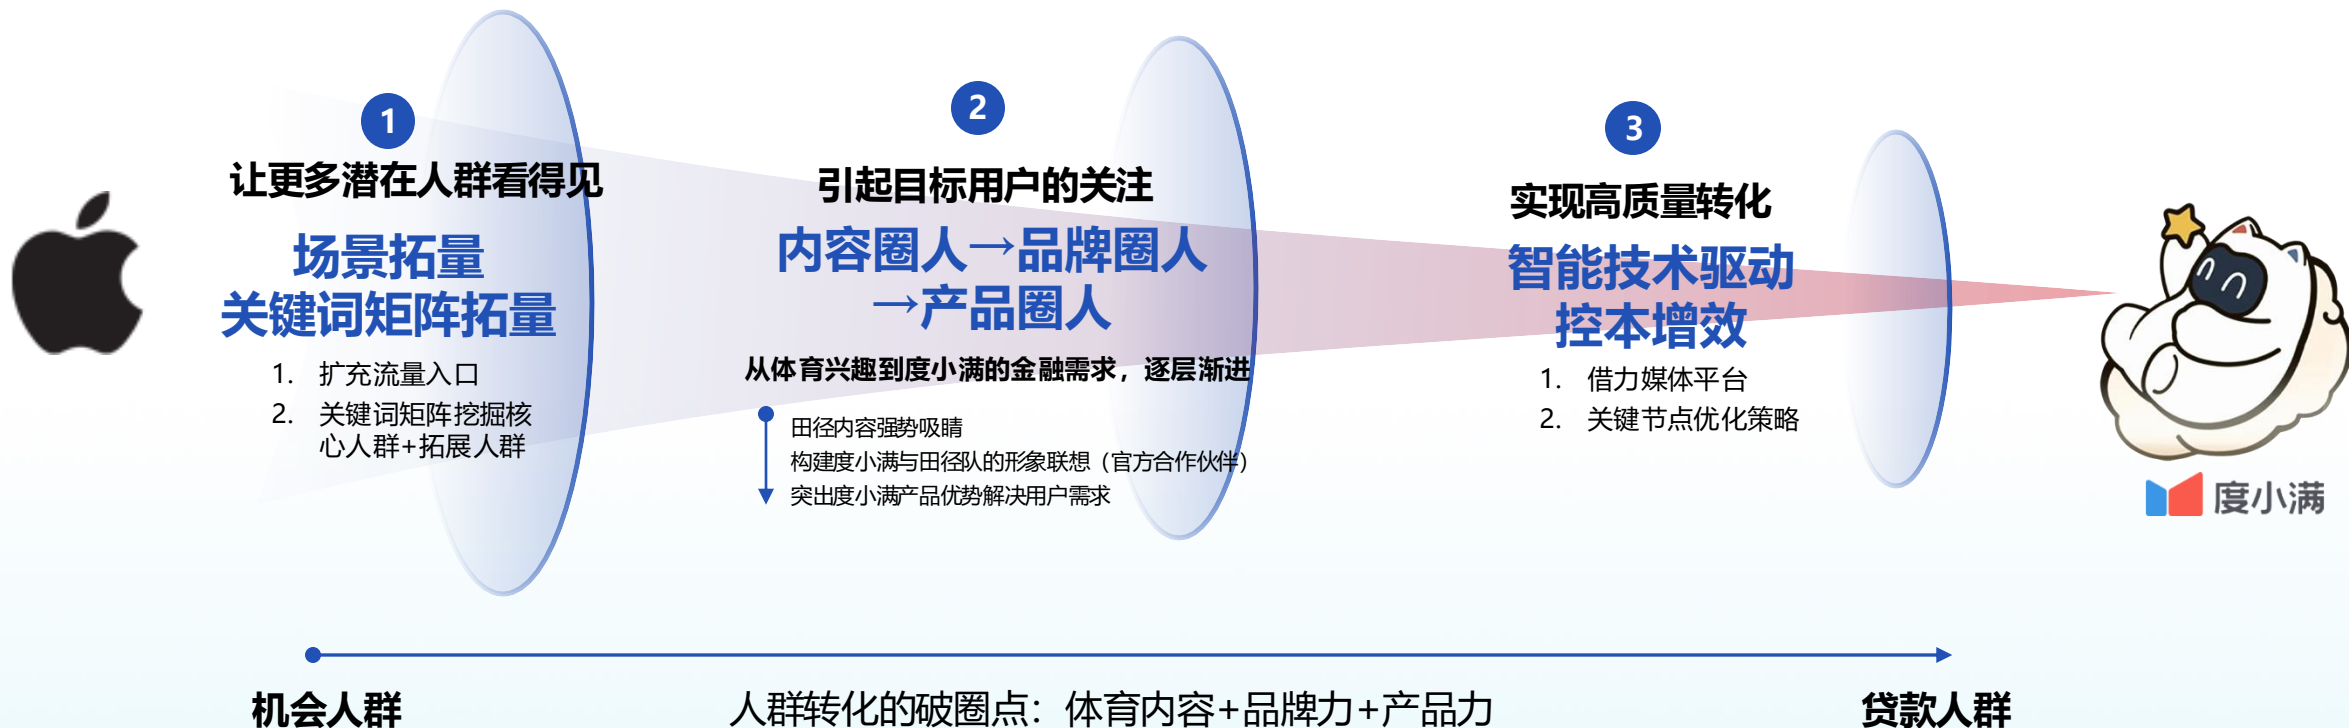 1
让更多潜在人群看得见
场景拓量
关键词矩阵拓量
1. 扩充流量入口
2. 关键词矩阵挖掘核
心人群+拓展人群
2
引起目标用户的关注
内容圈人→品牌圈人
→产品圈人
从体育兴趣到度小满的金融需求，逐层渐进
田径内容强势吸睛
构建度小满与田径队的形象联想（官方合作伙伴）
突出度小满产品优势解决用户需求
3
实现高质量转化
智能技术驱动
控本增效
1. 借力媒体平台
2. 关键节点优化策略
度小满
机会人群
人群转化的破圈点：体育内容+品牌力+产品力
贷款人群